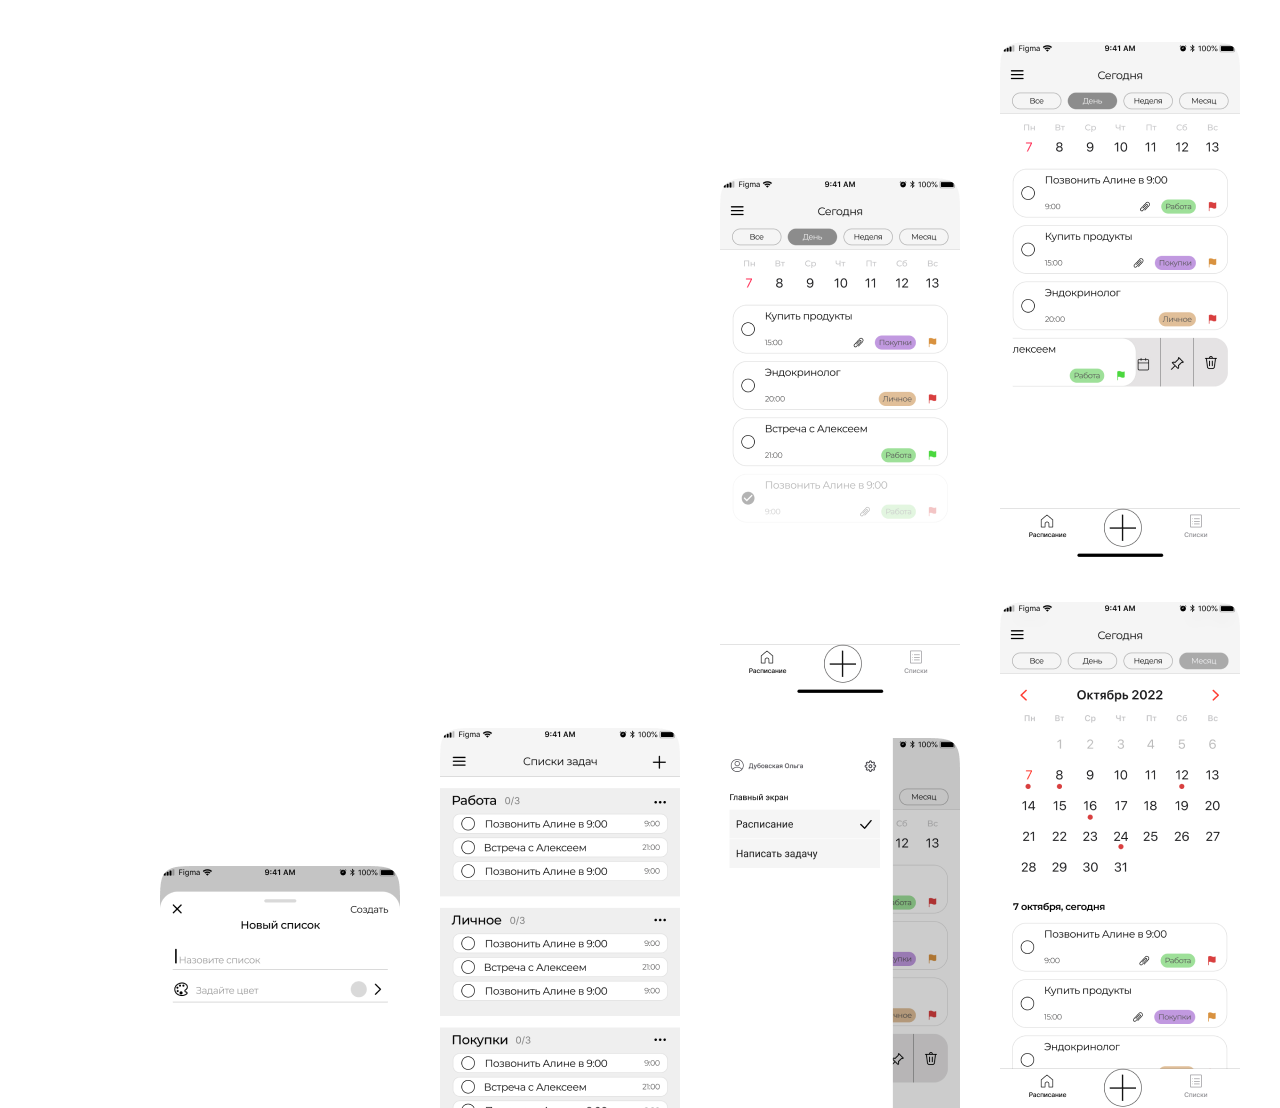 Figma 9:41 AM 100%
Сегодня
Все День Неделя Месяц
Пн Вт Ср Чт Пт Сб Вс
7 8 9 10 11 12 13
Позвонить Алине в 9:00
9:00 Работа
Купить продукты
15:00 Покупки
Эндокринолог
20:00 Личное
лексеем
Работа
Расписание Списки
Figma 9:41 AM 100%
Сегодня
Все День Неделя Месяц
Пн Вт Ср Чт Пт Сб Вс
7 8 9 10 11 12 13
Купить продукты
15:00 Покупки
Эндокринолог
20:00 Личное
Встреча с Алексеем
21:00 Работа
Позвонить Алине в 9:00
9:00 Работа
Расписание Списки
Figma 9:41 AM 100%
Сегодня
Все День Неделя Месяц
Октябрь 2022
Пн Вт Ср Чт Пт Сб Вс
1 2 3 4 5 6
7 8 9 10 11 12 13
14 15 16 17 18 19 20
21 22 23 24 25 26 27
28 29 30 31
7 октября, сегодня
Позвонить Алине в 9:00
9:00 Работа
Купить продукты
15:00 Покупки
Эндокринолог
Расписание Списки
Figma 9:41 AM 100%
Списки задач
Работа 0/3
Позвонить Алине в 9:00 9:00
Встреча с Алексеем 21:00
Позвонить Алине в 9:00 9:00
Личное 0/3
Позвонить Алине в 9:00 9:00
Встреча с Алексеем 21:00
Позвонить Алине в 9:00 9:00
Покупки 0/3
Позвонить Алине в 9:00 9:00
Встреча с Алексеем 21:00
100%
Дубовская Ольга
Главный экран
Расписание
Написать задачу
Месяц
Сб Вс
12 13
бота
упки
чное
Figma 9:41 AM 100%
Создать
Новый список
Назовите список
Задайте цвет